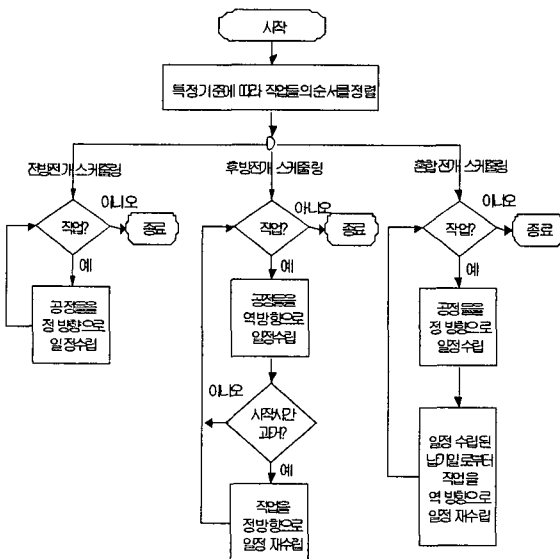 시작
특정기준에 따라 작업들의 순서를 정렬
전방전개 스케줄링
후방전개 스케줄링
혼합전개 스케줄링
작업?
아니오
종료
예
공정들을
정 방향으로
일정수립
작업?
아니오
종료
예
공정들을
역방향으로
일정수립
시작시간
과거?
아니오
예
작업을
정방향으로
일정 재수립
작업?
아니오
종료
예
공정들을
정 방향으로
일정수립
일정 수립된
납기일로부터
작업을
역 방향으로
일정 재수립